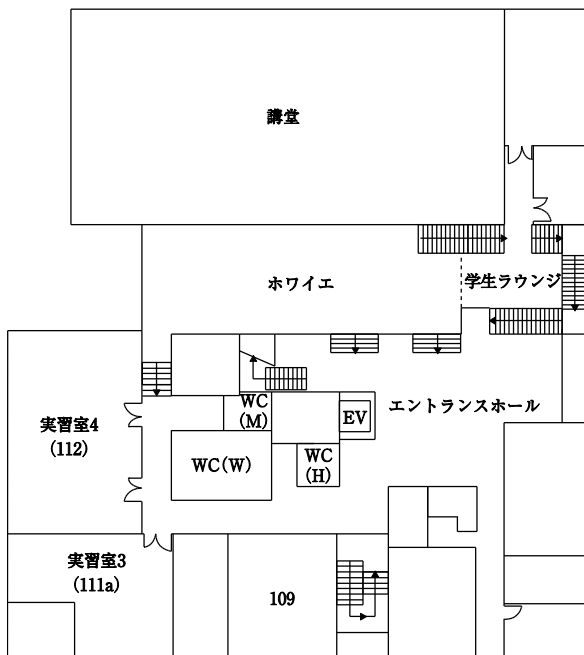 講堂
ホワイエ
学生ラウンジ
エントランスホール
実習室4
(112)
WC
(M)
EV
WC(W)
WC
(H)
実習室3
(111a)
109